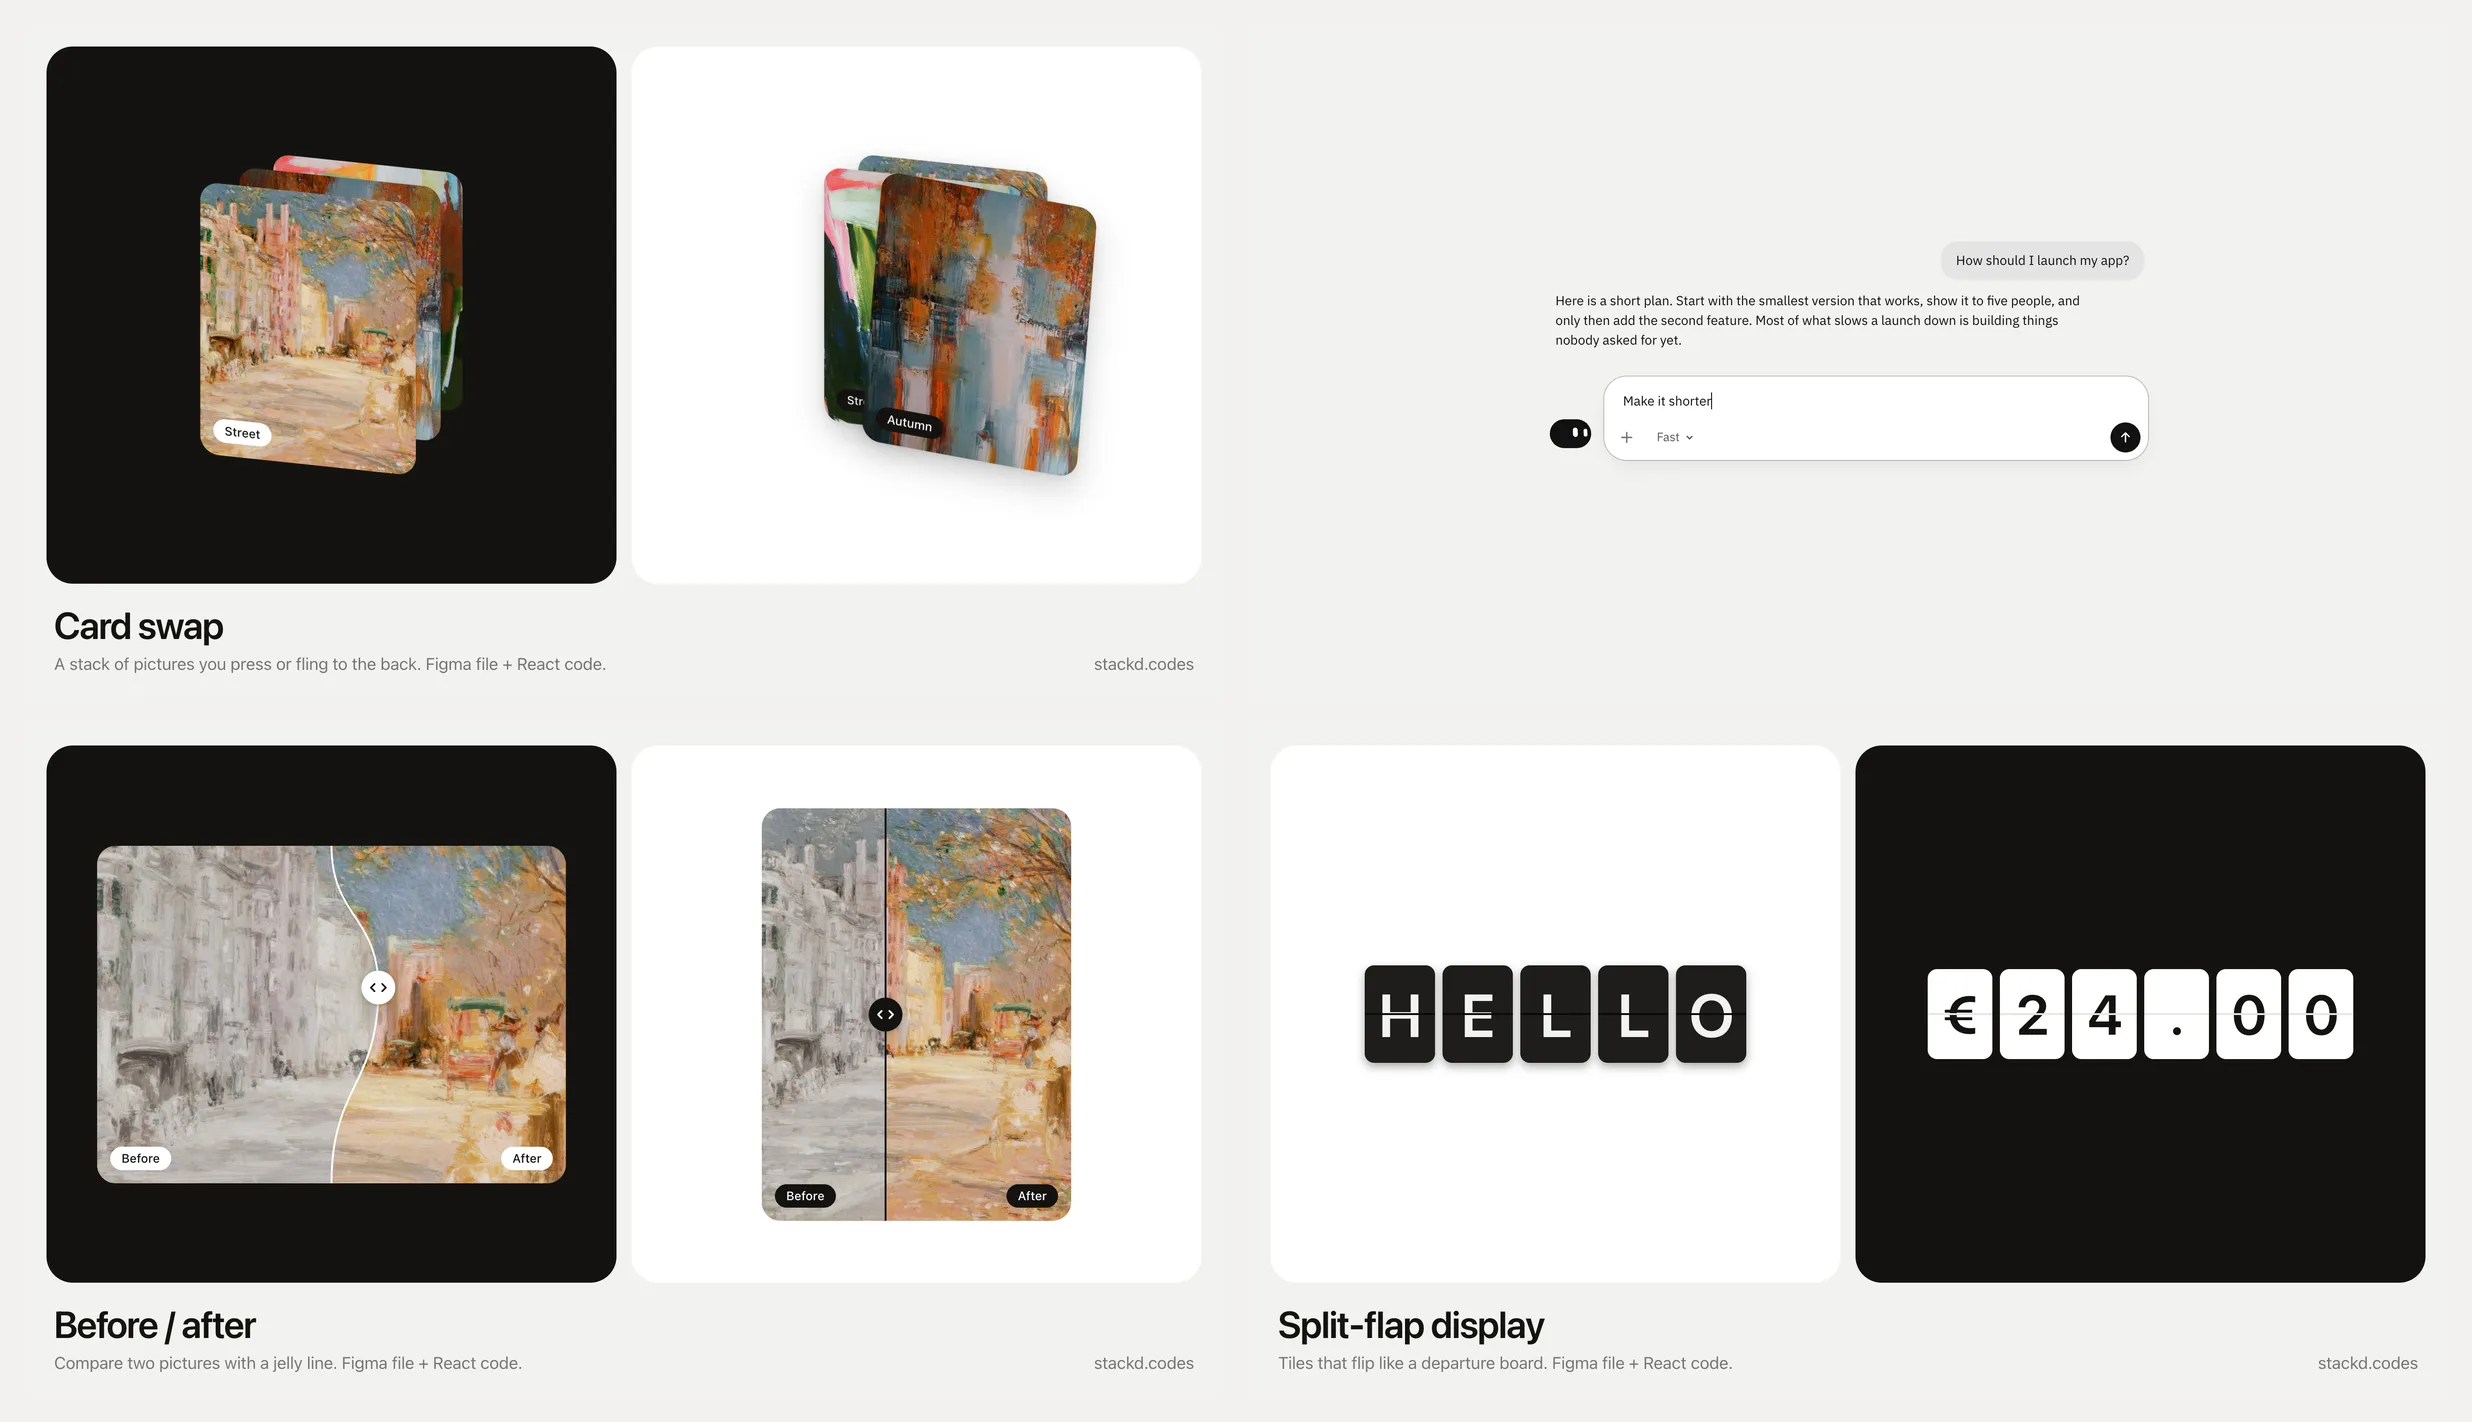 Street
Str
Autumn
Card swap
A stack of pictures you press or fling to the back. Figma file + React code.
stackd.codes
How should I launch my app?
Here is a short plan. Start with the smallest version that works, show it to five people, and
only then add the second feature. Most of what slows a launch down is building things
nobody asked for yet.
Make it shorter
Fast
Before
After
Before
After
Before / after
Compare two pictures with a jelly line. Figma file + React code.
stackd.codes
HELLO
€24.00
Split-flap display
Tiles that flip like a departure board. Figma file + React code.
stackd.codes